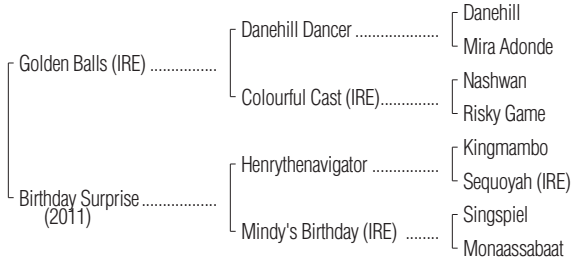 Danehill
Danehill Dancer ...................
Mira Adonde
Golden Balls (IRE) ................
Nashwan
Colourful Cast (IRE)..............
Risky Game
Kingmambo
Henrythenavigator ................
Sequoyah (IRE)
Birthday Surprise ..................
(2011)
Singspiel
Mindy's Birthday (IRE) ........
Monaassabaat